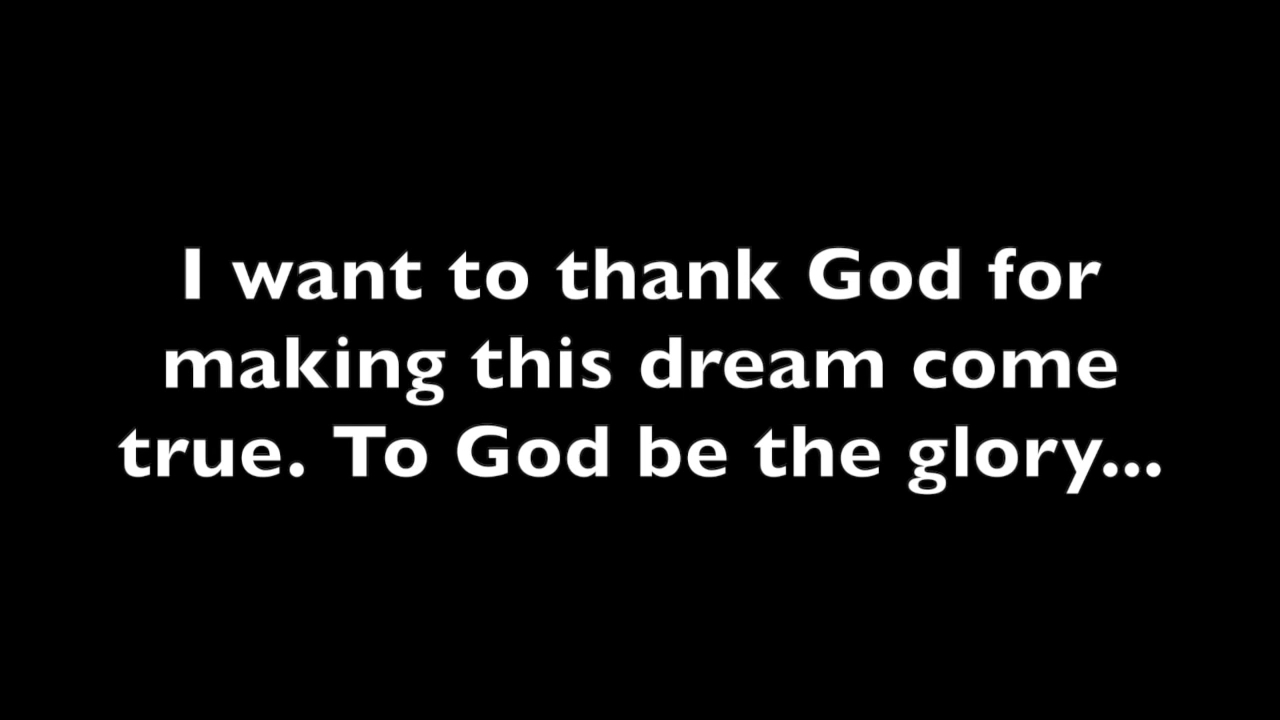 I want to thank God for
making this dream come
true. To God be the glory...